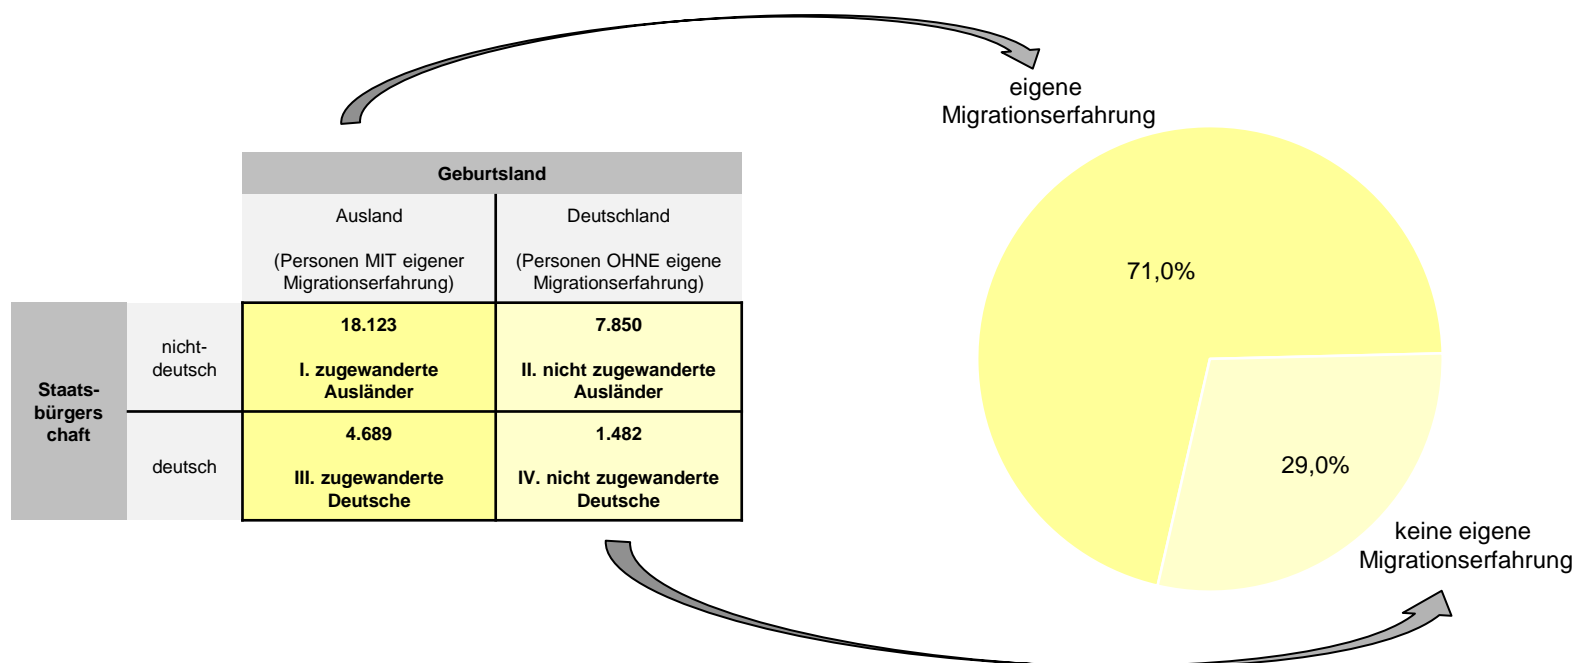 eigene
Migrationserfahrung
Geburtsland
Ausland
(Personen MIT eigener
Migrationserfahrung)
Deutschland
(Personen OHNE eigene
Migrationserfahrung)
Staats-
bürgers
chaft
nicht-
deutsch
18.123
I. zugewanderte
Ausländer
7.850
II. nicht zugewanderte
Ausländer
deutsch
4.689
III. zugewanderte
Deutsche
1.482
IV. nicht zugewanderte
Deutsche
71,0%
29,0%
keine eigene
Migrationserfahrung